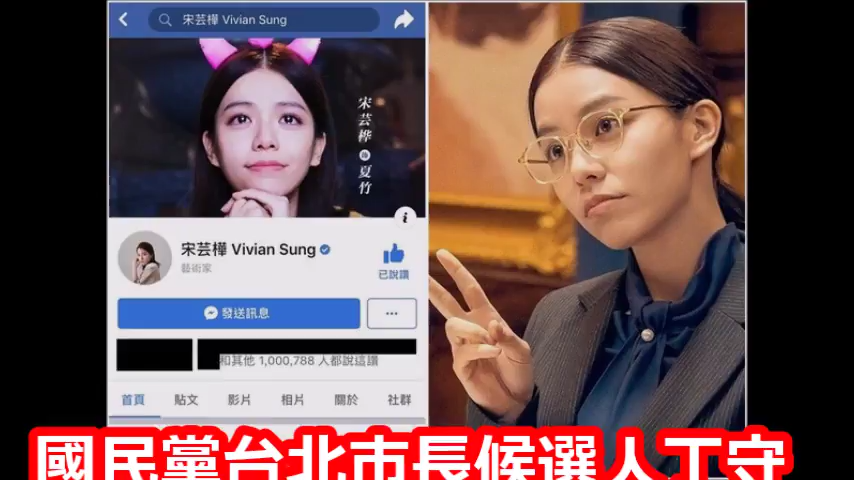 宋芸樺 Vivian Sung
宋芸樺
飾
夏竹
i
宋芸樺 Vivian Sung
藝術家
已說讚
發送訊息
和其他 1,000,788 人都說這讚
首頁 貼文 影片 相片 關於 社群
國民黨台北市長候選人丁守